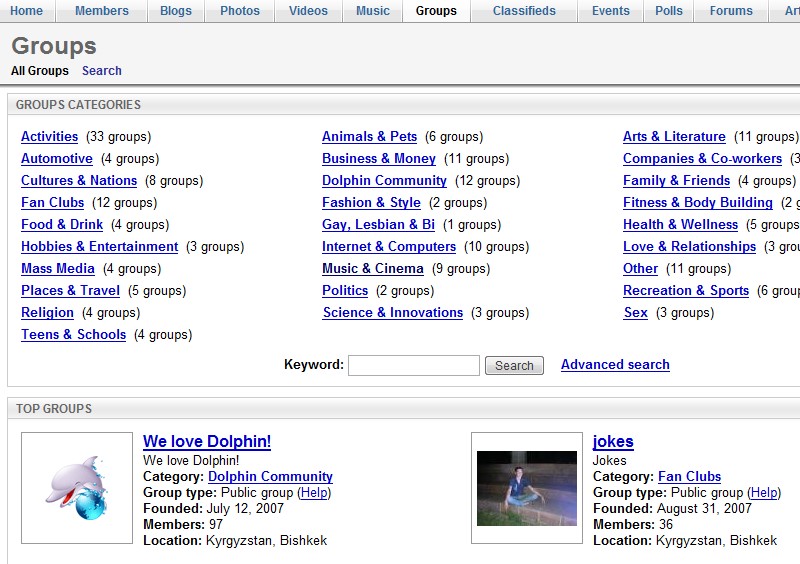 Home Members Blogs Photos Videos Music Groups Classifieds Events Polls Forums
Groups
All Groups Search
GROUPS CATEGORIES
Activities (33 groups) Animals & Pets (6 groups) Arts & Literature (11 groups)
Automotive (4 groups) Business & Money (11 groups) Companies & Co-workers (3
Cultures & Nations (8 groups) Dolphin Community (12 groups) Family & Friends (4 groups)
Fan Clubs (12 groups) Fashion & Style (2 groups) Fitness & Body Building (2 g
Food & Drink (4 groups) Gay, Lesbian & Bi (1 groups) Health & Wellness (5 groups
Hobbies & Entertainment (3 groups) Internet & Computers (10 groups) Love & Relationships (3 grou
Mass Media (4 groups) Music & Cinema (9 groups) Other (11 groups)
Places & Travel (5 groups) Politics (2 groups) Recreation & Sports (6 group
Religion (4 groups) Science & Innovations (3 groups) Sex (3 groups)
Teens & Schools (4 groups)
Keyword: Search Advanced search
TOP GROUPS
We love Dolphin! jokes
We love Dolphin! Jokes
Category: Dolphin Community Category: Fan Clubs
Group type: Public group (Help) Group type: Public group (Help)
Founded: July 12, 2007 Founded: August 31, 2007
Members: 97 Members: 36
Location: Kyrgyzstan, Bishkek Location: Kyrgyzstan, Bishkek